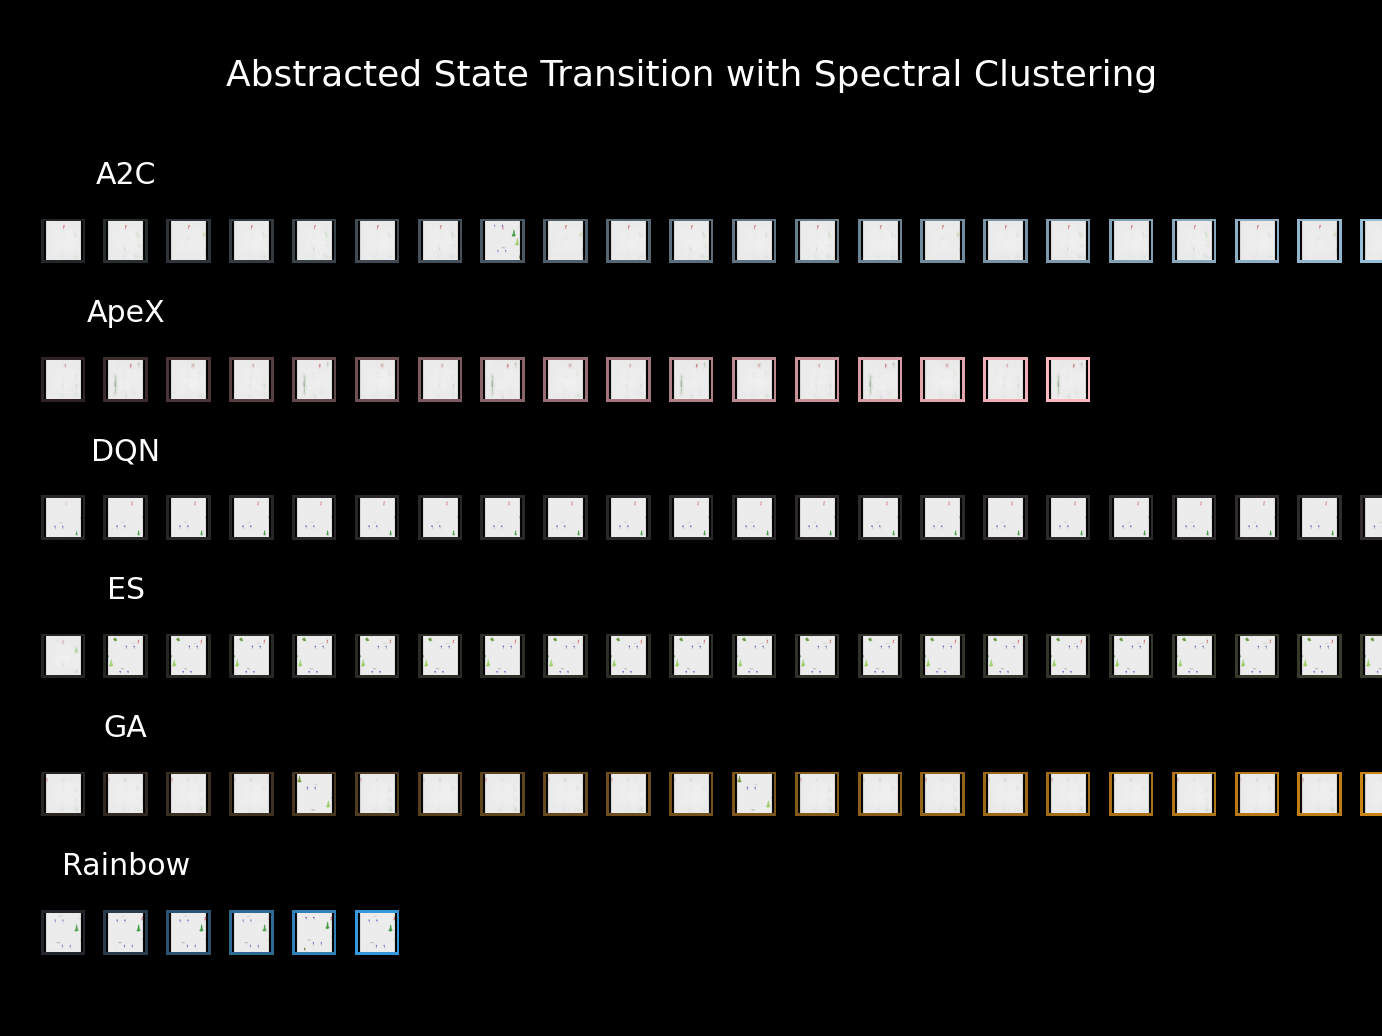 Abstracted State Transition with Spectral Clustering
A2C
ApeX
DQN
ES
GA
Rainbow